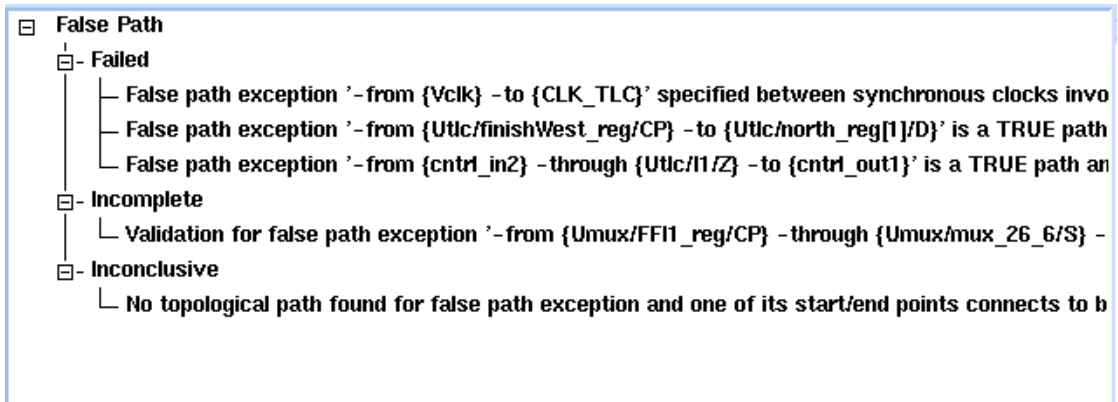 False Path
Failed
False path exception '-from {Vclk} -to {CLK_TLC}' specified between synchronous clocks invo
False path exception '-from {Utlc/finishWest_reg/CP} -to {Utlc/north_reg[1]/D}' is a TRUE path
False path exception '-from {cntrl_in2} -through {Utlc/I1/Z} -to {cntrl_out1}' is a TRUE path an
Incomplete
Validation for false path exception '-from {Umux/FFI1_reg/CP} -through {Umux/mux_26_6/S} -
Inconclusive
No topological path found for false path exception and one of its start/end points connects to b